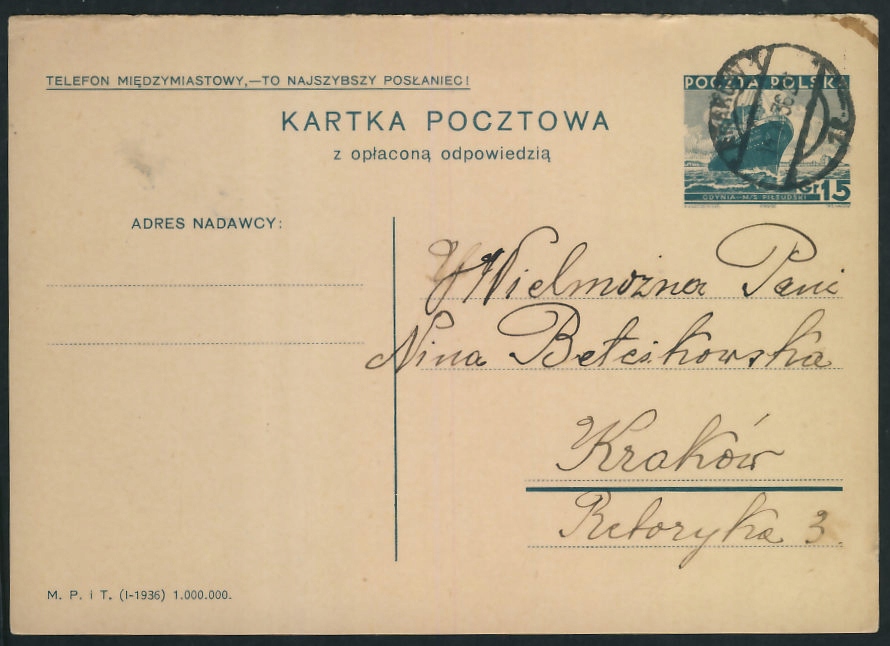 TELEFON MIĘDZYMIASTOWY,—TO NAJSZYBSZY POSŁANIEC!
KARTKA POCZTOWA
z opłaconą odpowiedzią
POCZTA POLSKA
Gr 15
GDYNIA—M/S PIŁSUDSKI
ADRES NADAWCY:
Wielmożna Pani
Nina Bełcikowska
Kraków
Retoryka 3.
M. P. i T. (I-1936) 1.000.000.